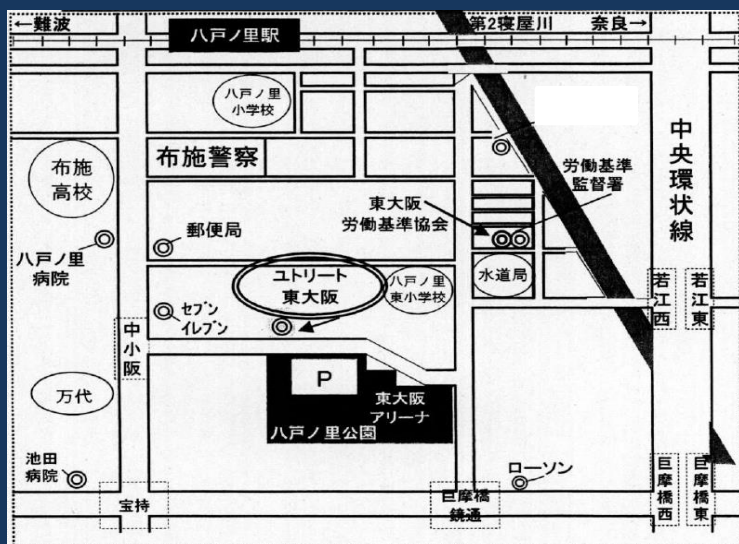 ←難波
八戸ノ里駅
第2寝屋川
奈良→
八戸ノ里
小学校
中央環状線
布施
高校
布施警察
労働基準
監督署
東大阪
労働基準協会
郵便局
八戸ノ里
病院
ユトリート
東大阪
八戸ノ里
東小学校
水道局
若江西
若江東
セブン
イレブン
中小阪
P
万代
東大阪
アリーナ
八戸ノ里公園
池田
病院
ローソン
宝持
巨摩橋
鏡通
巨摩橋西
巨摩橋東